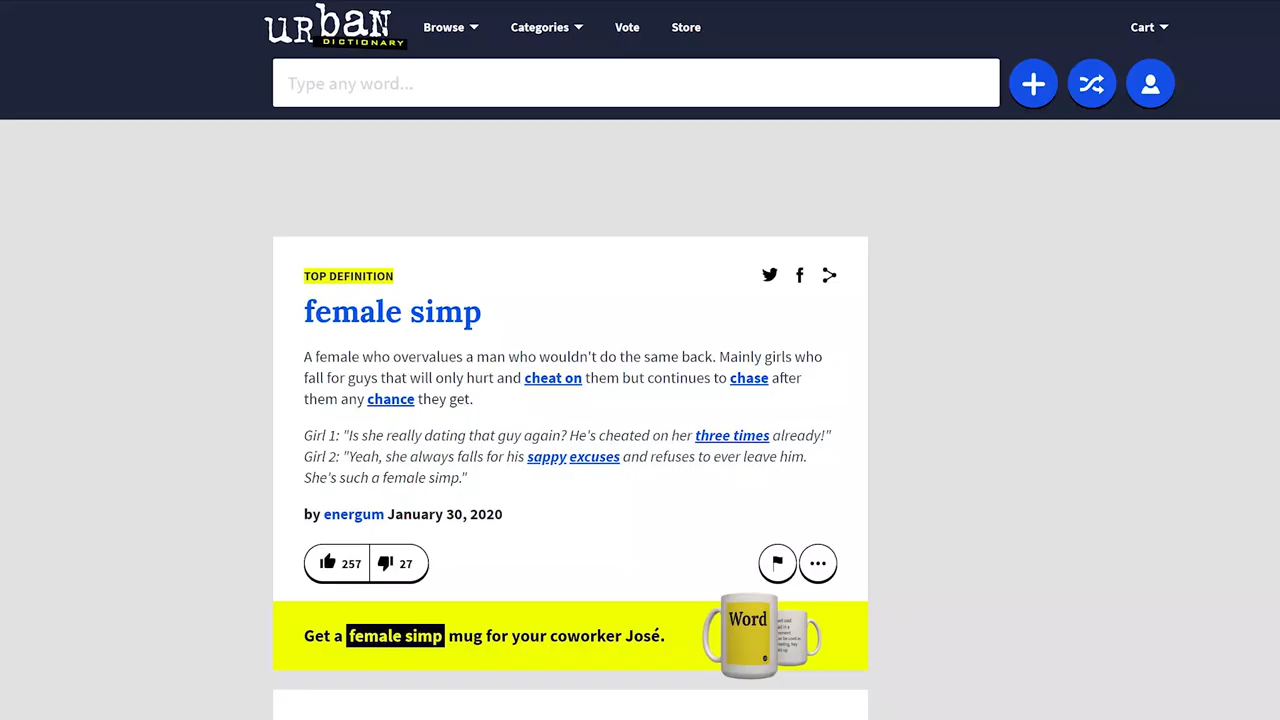 urban
DICTIONARY
Browse
Categories
Vote
Store
Cart
Type any word...
TOP DEFINITION
female simp
A female who overvalues a man who wouldn't do the same back. Mainly girls who
fall for guys that will only hurt and cheat on them but continues to chase after
them any chance they get.
Girl 1: "Is she really dating that guy again? He's cheated on her three times already!"
Girl 2: "Yeah, she always falls for his sappy excuses and refuses to ever leave him.
She's such a female simp."
by energum January 30, 2020
257
27
Get a female simp mug for your coworker José.
Word